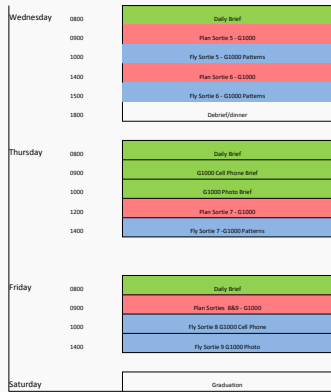 Wednesday 0800 Daily Brief
0900 Plan Sortie 5 - G1000
1000 Fly Sortie 5 - G1000 Patterns
1400 Plan Sortie 6 - G1000
1500 Fly Sortie 6 - G1000 Patterns
1800 Debrief/dinner
Thursday 0800 Daily Brief
0900 G1000 Cell Phone Brief
1000 G1000 Photo Brief
1200 Plan Sortie 7 - G1000
1400 Fly Sortie 7 -G1000 Patterns
Friday 0800 Daily Brief
0900 Plan Sorties 8&9 - G1000
1000 Fly Sortie 8 G1000 Cell Phone
1400 Fly Sortie 9 G1000 Photo
Saturday Graduation